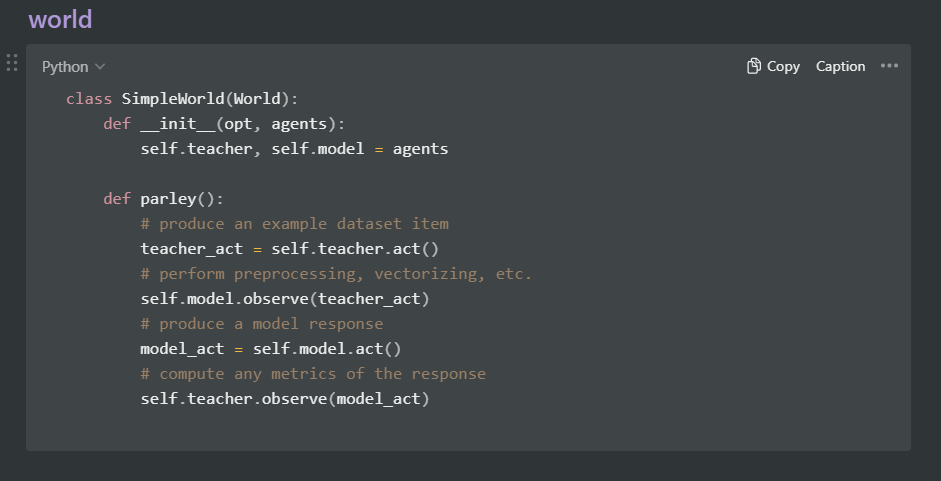 world
Python
Copy Caption
class SimpleWorld(World):
    def __init__(opt, agents):
        self.teacher, self.model = agents

    def parley():
        # produce an example dataset item
        teacher_act = self.teacher.act()
        # perform preprocessing, vectorizing, etc.
        self.model.observe(teacher_act)
        # produce a model response
        model_act = self.model.act()
        # compute any metrics of the response
        self.teacher.observe(model_act)